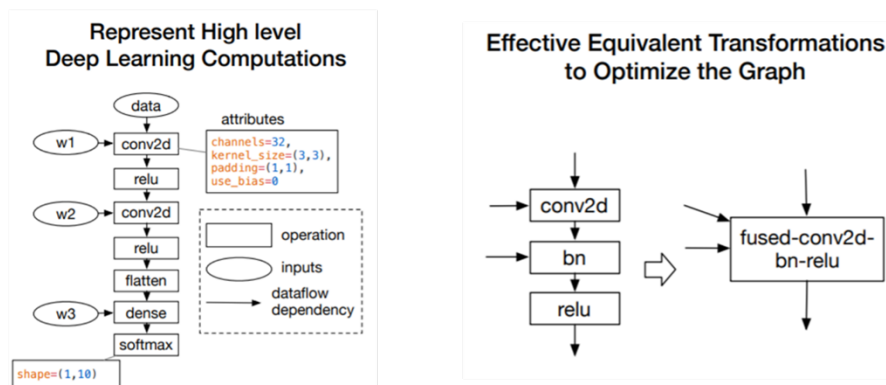 Represent High level
Deep Learning Computations
data
attributes
w1
conv2d
channels=32,
kernel_size=(3,3),
padding=(1,1),
use_bias=0
relu
w2
conv2d
operation
relu
inputs
flatten
dataflow
dependency
w3
dense
softmax
shape=(1,10)
Effective Equivalent Transformations
to Optimize the Graph
conv2d
bn
relu
fused-conv2d-
bn-relu